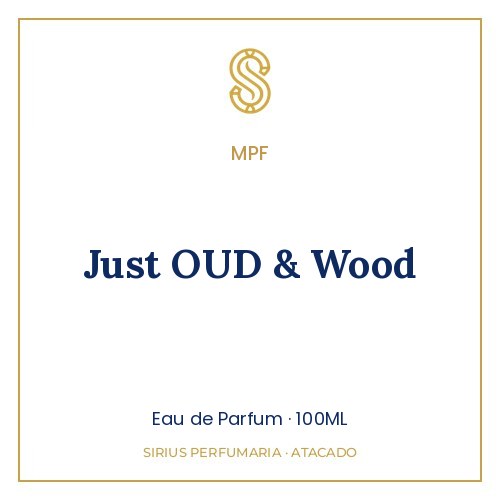 S
MPF
Just OUD & Wood
Eau de Parfum · 100ML
SIRIUS PERFUMARIA · ATACADO